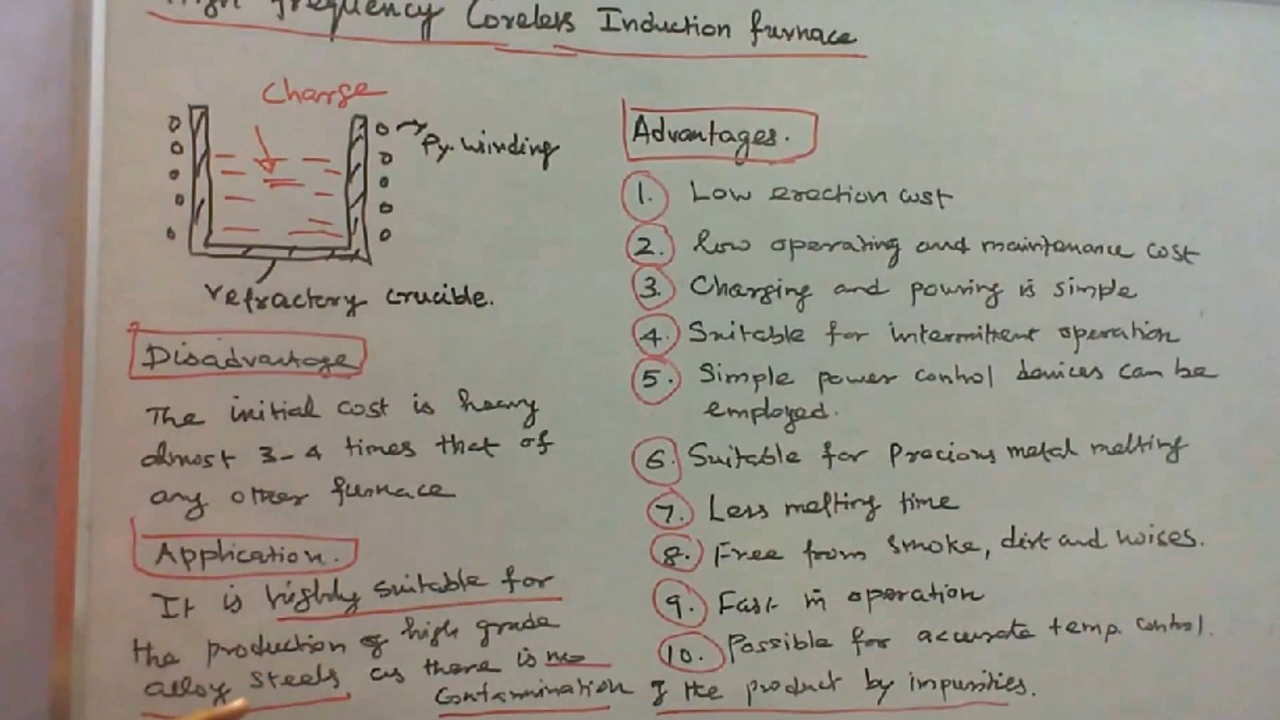 High Frequency Coreless Induction furnace
Charge
Py. Winding
refractory crucible.
Disadvantage
The initial cost is heavy
almost 3-4 times that of
any other furnace
Application.
It is highly suitable for
the production of high grade
alloy steels as there is no
contamination of the product by impurities.
Advantages.
1. Low erection cost
2. low operating and maintenance cost
3. Charging and pouring is simple
4. Suitable for intermittent operation
5. Simple power control devices can be
employed.
6. Suitable for Precious metal melting
7. Less melting time
8. Free from smoke, dirt and noises.
9. Fast in operation
10. Possible for accurate temp. control.